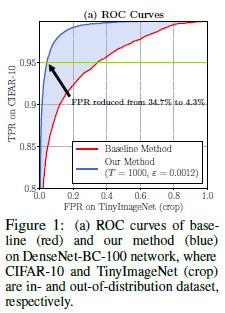 (a) ROC Curves
TPR on CIFAR-10
1
0.95
0.9
0.85
0.8
FPR reduced from 34.7% to 4.3%
Baseline Method
Our Method
(T = 1000, ε = 0.0012)
0.0 0.2 0.4 0.6 0.8 1.0
FPR on TinyImageNet (crop)
Figure 1: (a) ROC curves of base-
line (red) and our method (blue)
on DenseNet-BC-100 network, where
CIFAR-10 and TinyImageNet (crop)
are in- and out-of-distribution dataset,
respectively.